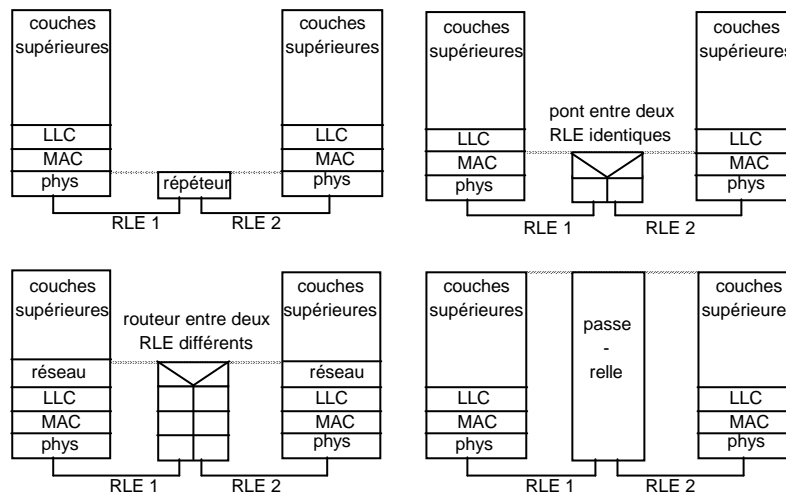 couches
supérieures
LLC
MAC
phys
répéteur
couches
supérieures
LLC
MAC
phys
RLE 1
RLE 2
couches
supérieures
LLC
MAC
phys
pont entre deux
RLE identiques
couches
supérieures
LLC
MAC
phys
RLE 1
RLE 2
couches
supérieures
réseau
LLC
MAC
phys
routeur entre deux
RLE différents
couches
supérieures
réseau
LLC
MAC
phys
RLE 1
RLE 2
couches
supérieures
LLC
MAC
phys
passe
-
relle
couches
supérieure
LLC
MAC
phys
RLE 1
RLE 2